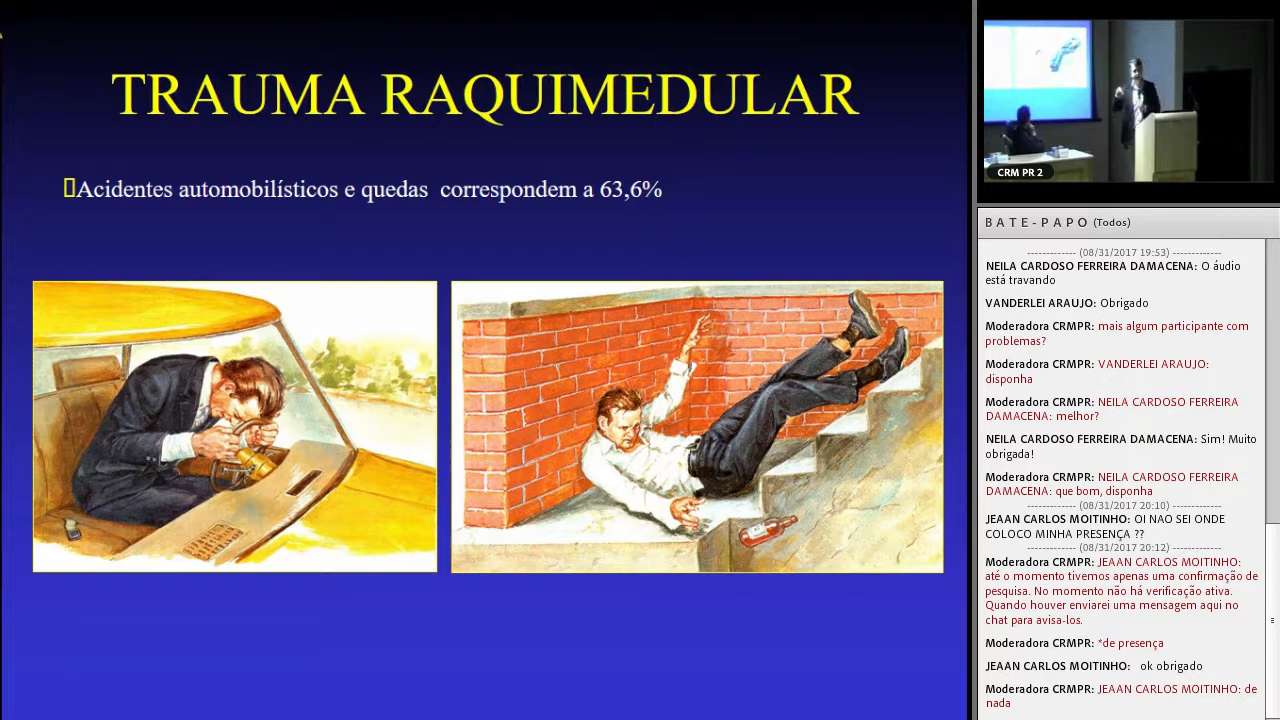 TRAUMA RAQUIMEDULAR
Acidentes automobilísticos e quedas correspondem a 63,6%
CRM PR 2
BATE-PAPO (Todos)
------------- (08/31/2017 19:53) -------------
NEILA CARDOSO FERREIRA DAMACENA: O áudio
está travando
VANDERLEI ARAUJO: Obrigado
Moderadora CRMPR: mais algum participante com
problemas?
Moderadora CRMPR: VANDERLEI ARAUJO:
disponha
Moderadora CRMPR: NEILA CARDOSO FERREIRA
DAMACENA: melhor?
NEILA CARDOSO FERREIRA DAMACENA: Sim! Muito
obrigada!
Moderadora CRMPR: NEILA CARDOSO FERREIRA
DAMACENA: que bom, disponha
------------- (08/31/2017 20:10) -------------
JEAAN CARLOS MOITINHO: OI NAO SEI ONDE
COLOCO MINHA PRESENÇA ??
------------- (08/31/2017 20:12) -------------
Moderadora CRMPR: JEAAN CARLOS MOITINHO:
até o momento tivemos apenas uma confirmação de
pesquisa. No momento não há verificação ativa.
Quando houver enviarei uma mensagem aqui no
chat para avisa-los.
Moderadora CRMPR: *de presença
JEAAN CARLOS MOITINHO: ok obrigado
Moderadora CRMPR: JEAAN CARLOS MOITINHO: de
nada